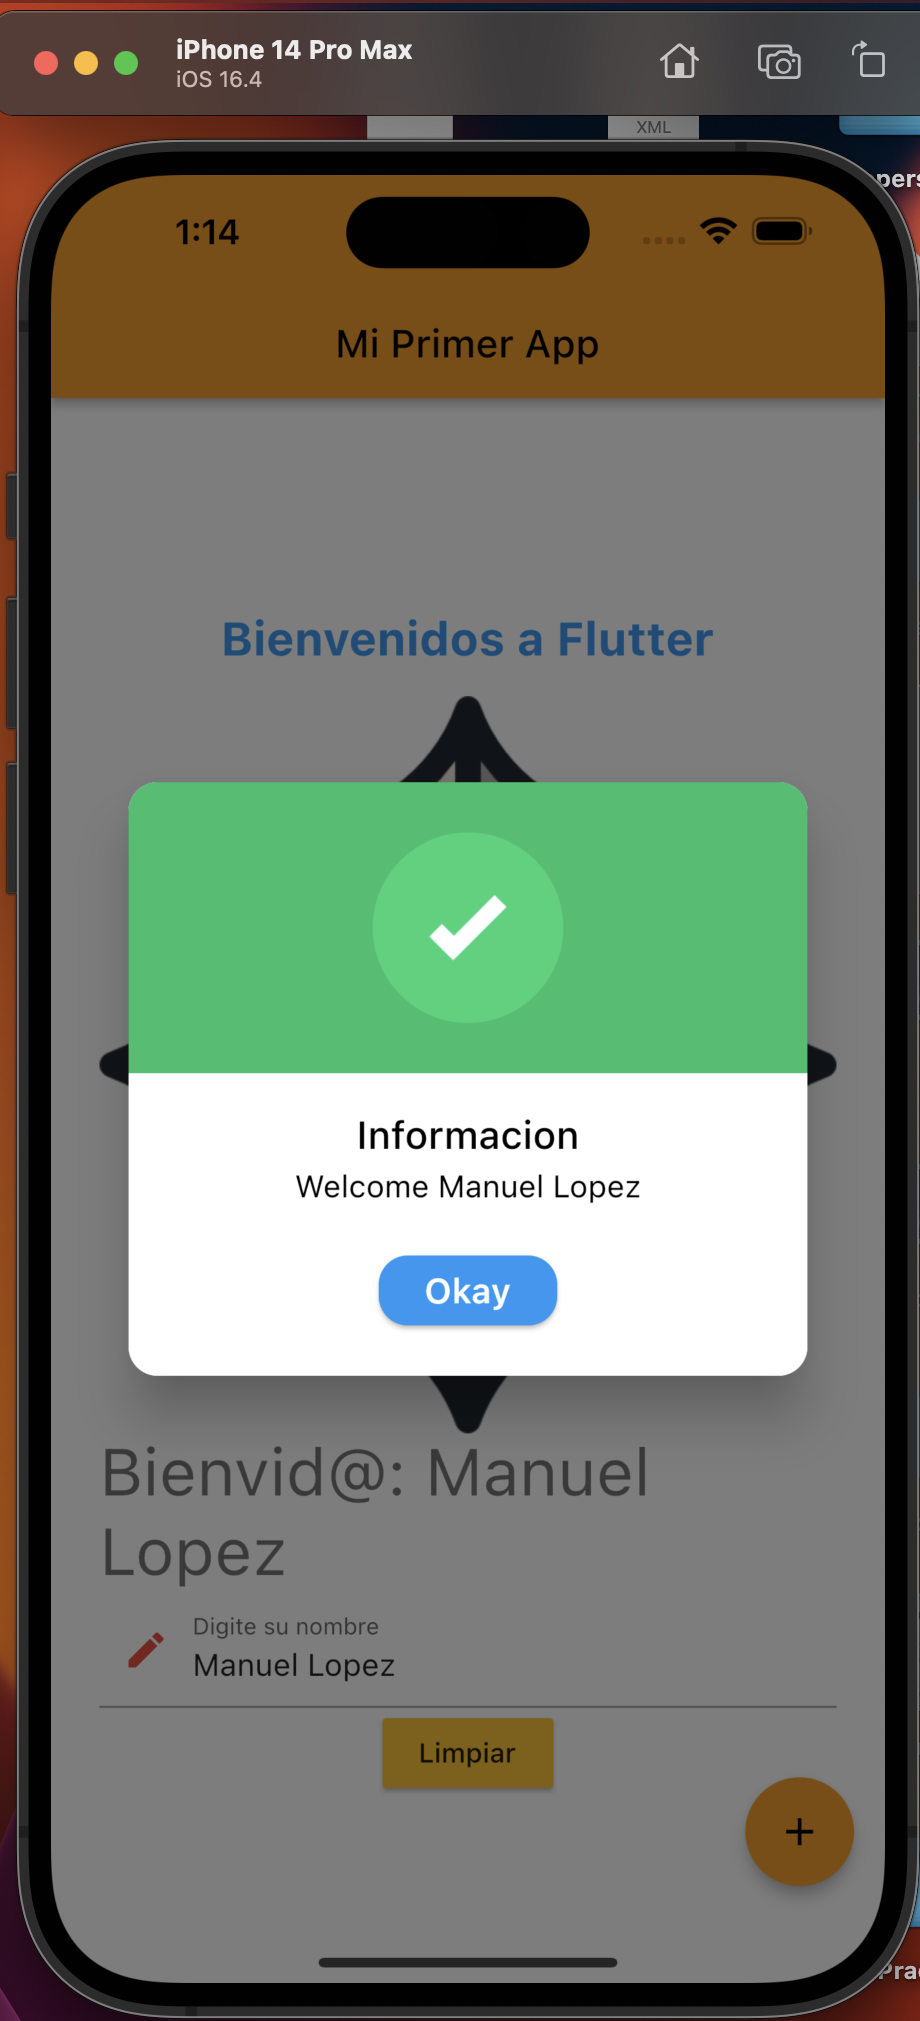 iPhone 14 Pro Max
iOS 16.4
XML
pers
1:14
Mi Primer App
Bienvenidos a Flutter
Informacion
Welcome Manuel Lopez
Okay
Bienvid@: Manuel
Lopez
Digite su nombre
Manuel Lopez
Limpiar
+
Prac